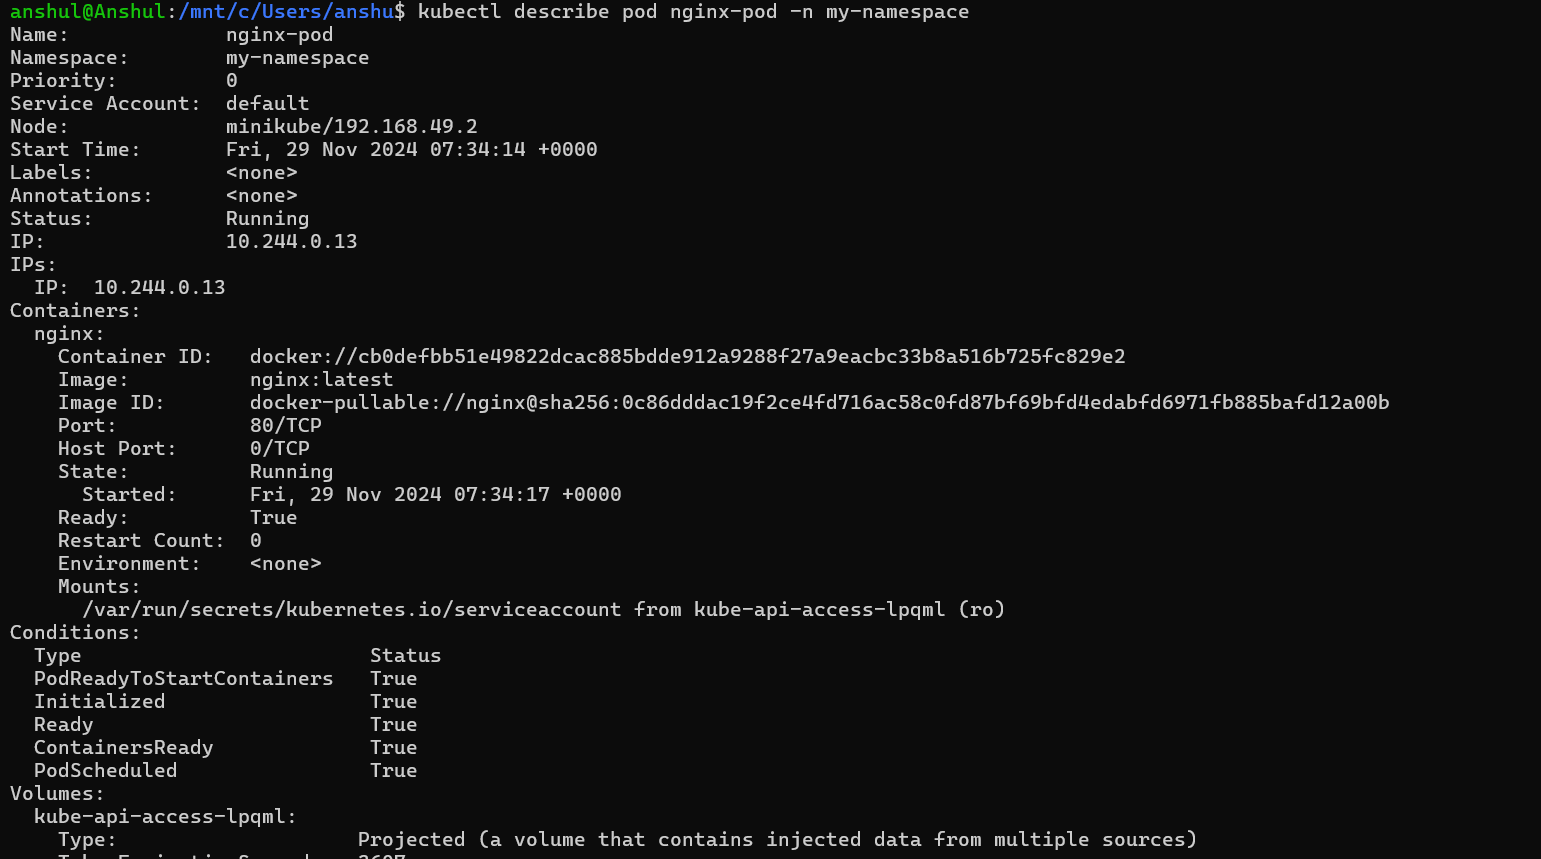 anshul@Anshul:/mnt/c/Users/anshu$ kubectl describe pod nginx-pod -n my-namespace
Name:             nginx-pod
Namespace:        my-namespace
Priority:         0
Service Account:  default
Node:             minikube/192.168.49.2
Start Time:       Fri, 29 Nov 2024 07:34:14 +0000
Labels:           <none>
Annotations:      <none>
Status:           Running
IP:               10.244.0.13
IPs:
  IP:  10.244.0.13
Containers:
  nginx:
    Container ID:   docker://cb0defbb51e49822dcac885bdde912a9288f27a9eacbc33b8a516b725fc829e2
    Image:          nginx:latest
    Image ID:       docker-pullable://nginx@sha256:0c86dddac19f2ce4fd716ac58c0fd87bf69bfd4edabfd6971fb885bafd12a00b
    Port:           80/TCP
    Host Port:      0/TCP
    State:          Running
      Started:      Fri, 29 Nov 2024 07:34:17 +0000
    Ready:          True
    Restart Count:  0
    Environment:    <none>
    Mounts:
      /var/run/secrets/kubernetes.io/serviceaccount from kube-api-access-lpqml (ro)
Conditions:
  Type                        Status
  PodReadyToStartContainers   True
  Initialized                 True
  Ready                       True
  ContainersReady             True
  PodScheduled                True
Volumes:
  kube-api-access-lpqml:
    Type:                    Projected (a volume that contains injected data from multiple sources)